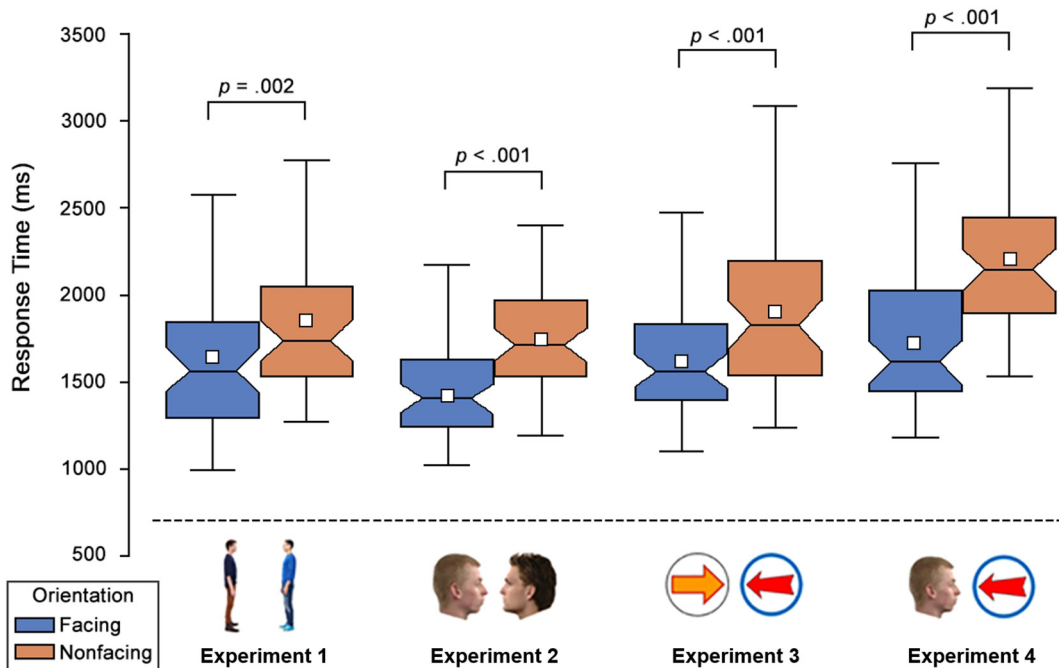 3500
3000
2500
2000
1500
1000
500
Response Time (ms)
p = .002
p < .001
p < .001
p < .001
Orientation
Facing
Nonfacing
Experiment 1
Experiment 2
Experiment 3
Experiment 4